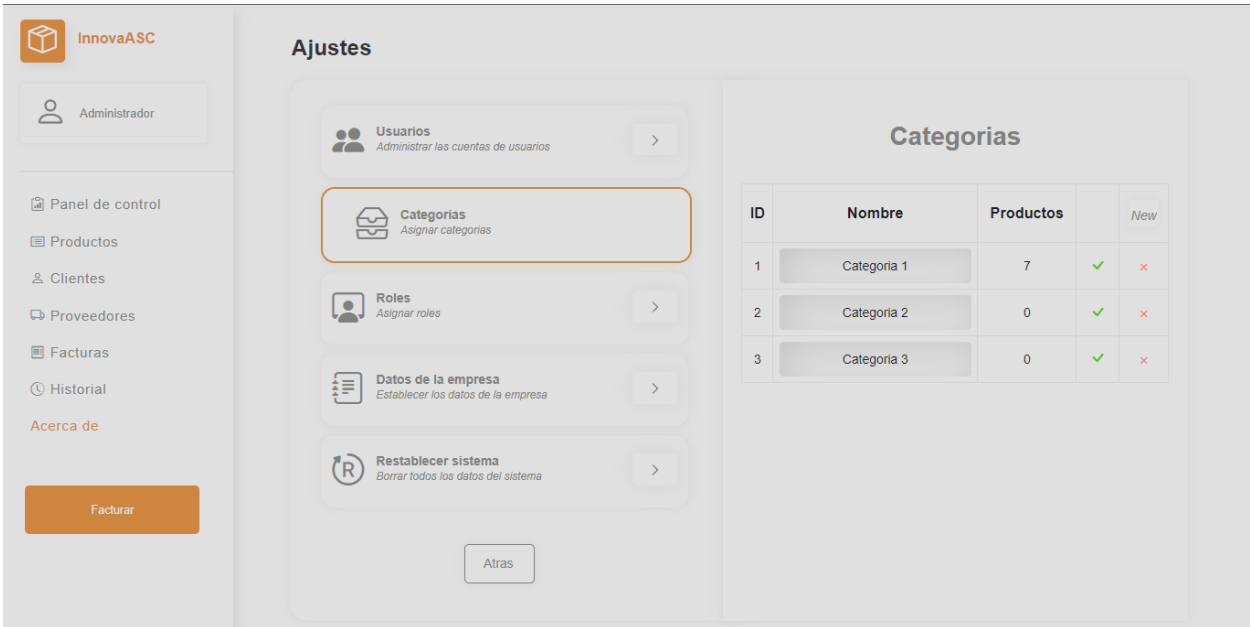 InnovaASC
Administrador
Panel de control
Productos
Clientes
Proveedores
Facturas
Historial
Acerca de
Facturar
Ajustes
Usuarios
Administrar las cuentas de usuarios
Categorias
Asignar categorias
Roles
Asignar roles
Datos de la empresa
Establecer los datos de la empresa
R
Restablecer sistema
Borrar todos los datos del sistema
Atras
Categorias
ID Nombre Productos New
1 Categoria 1 7
2 Categoria 2 0
3 Categoria 3 0